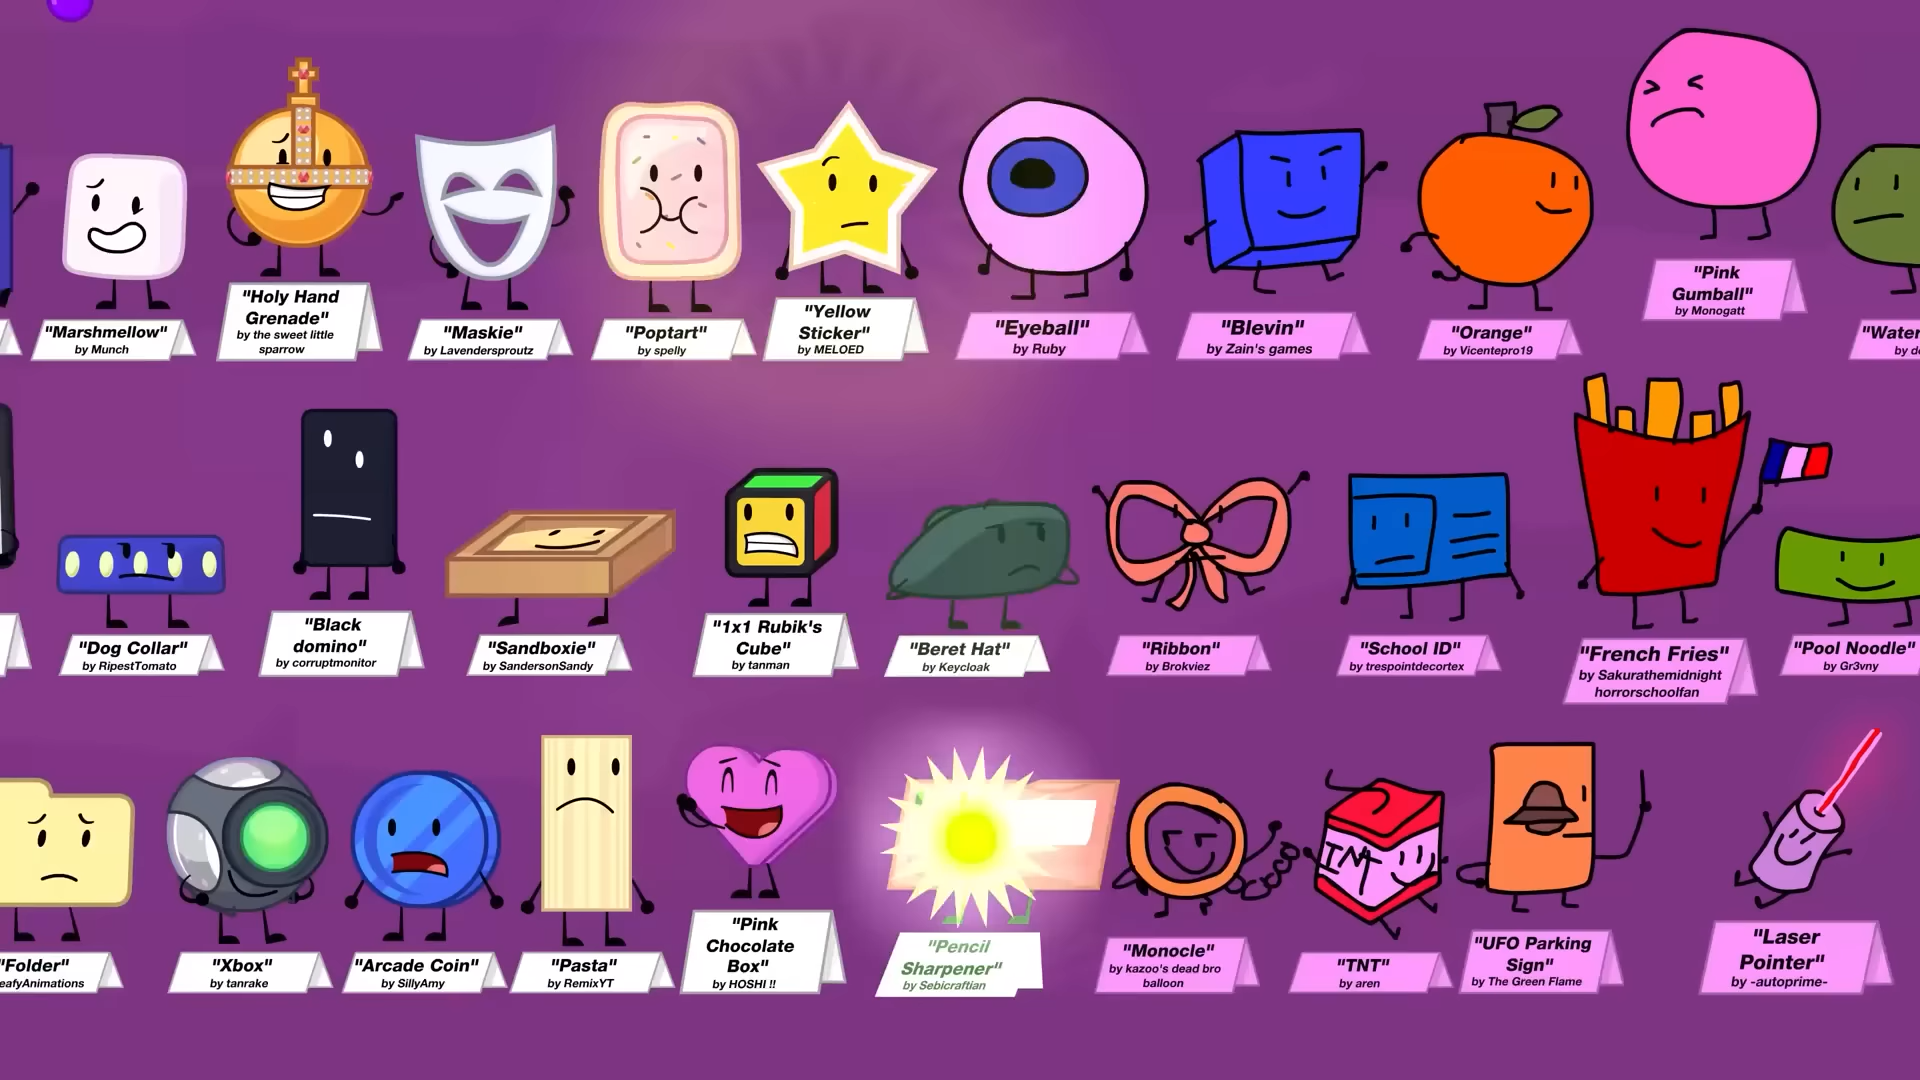 "Marshmellow"
by Munch
"Holy Hand
Grenade"
by the sweet little
sparrow
"Maskie"
by Lavendersproutz
"Poptart"
by spelly
"Yellow
Sticker"
by MELOED
"Eyeball"
by Ruby
"Blevin"
by Zain's games
"Orange"
by Vicentepro19
"Pink
Gumball"
by Monogatt
"Water
by de
"Dog Collar"
by RipestTomato
"Black
domino"
by corruptmonitor
"Sandboxie"
by SandersonSandy
"1x1 Rubik's
Cube"
by tanman
"Beret Hat"
by Keycloak
"Ribbon"
by Brokviez
"School ID"
by trespointdecortex
"French Fries"
by Sakurathemidnight
horrorschoolfan
"Pool Noodle"
by Gr3vny
"Folder"
eafyAnimations
"Xbox"
by tanrake
"Arcade Coin"
by SillyAmy
"Pasta"
by RemixYT
"Pink
Chocolate
Box"
by HOSHI !!
"Pencil
Sharpener"
by Sebicraftian
"Monocle"
by kazoo's dead bro
balloon
TNT
"TNT"
by aren
"UFO Parking
Sign"
by The Green Flame
"Laser
Pointer"
by -autoprime-